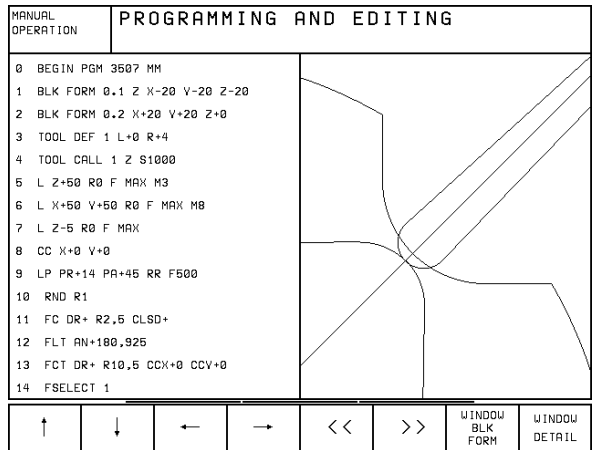 MANUAL
OPERATION
PROGRAMMING AND EDITING
0 BEGIN PGM 3507 MM
1 BLK FORM 0.1 Z X-20 Y-20 Z-20
2 BLK FORM 0.2 X+20 Y+20 Z+0
3 TOOL DEF 1 L+0 R+4
4 TOOL CALL 1 Z S1000
5 L Z+50 R0 F MAX M3
6 L X+50 Y+50 R0 F MAX M8
7 L Z-5 R0 F MAX
8 CC X+0 Y+0
9 LP PR+14 PA+45 RR F500
10 RND R1
11 FC DR+ R2,5 CLSD+
12 FLT AN+180,925
13 FCT DR+ R10,5 CCX+0 CCY+0
14 FSELECT 1
↑ ↓ ← → << >>
WINDOW
BLK
FORM
WINDOW
DETAIL